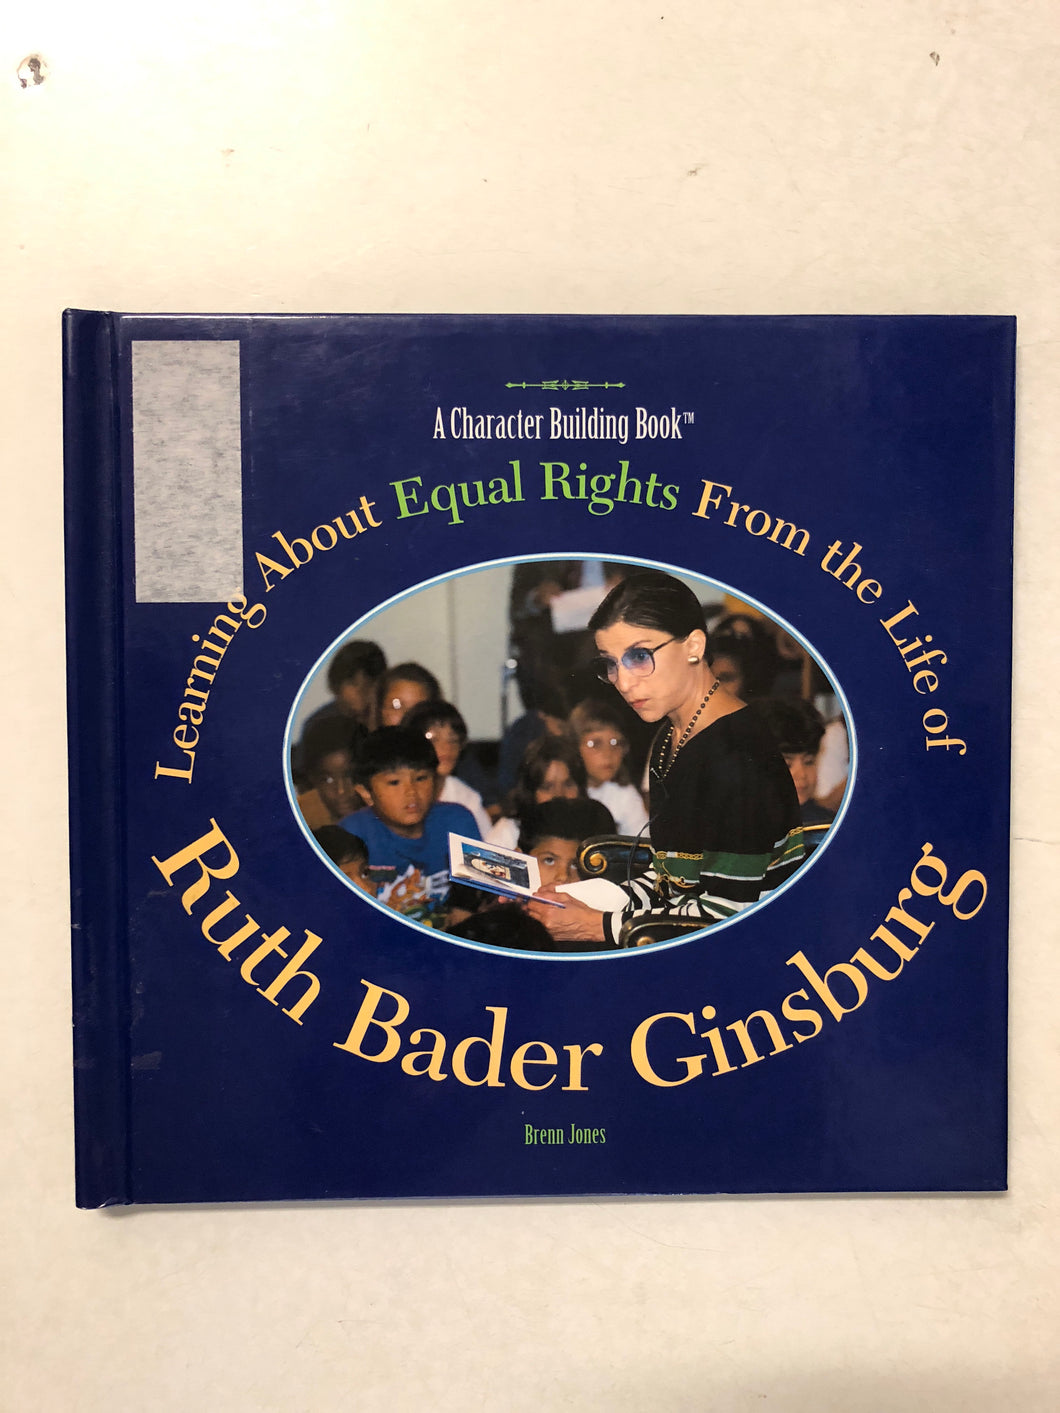 A Character Building Book™
Learning About Equal Rights From the Life of
Ruth Bader Ginsburg
Brenn Jones